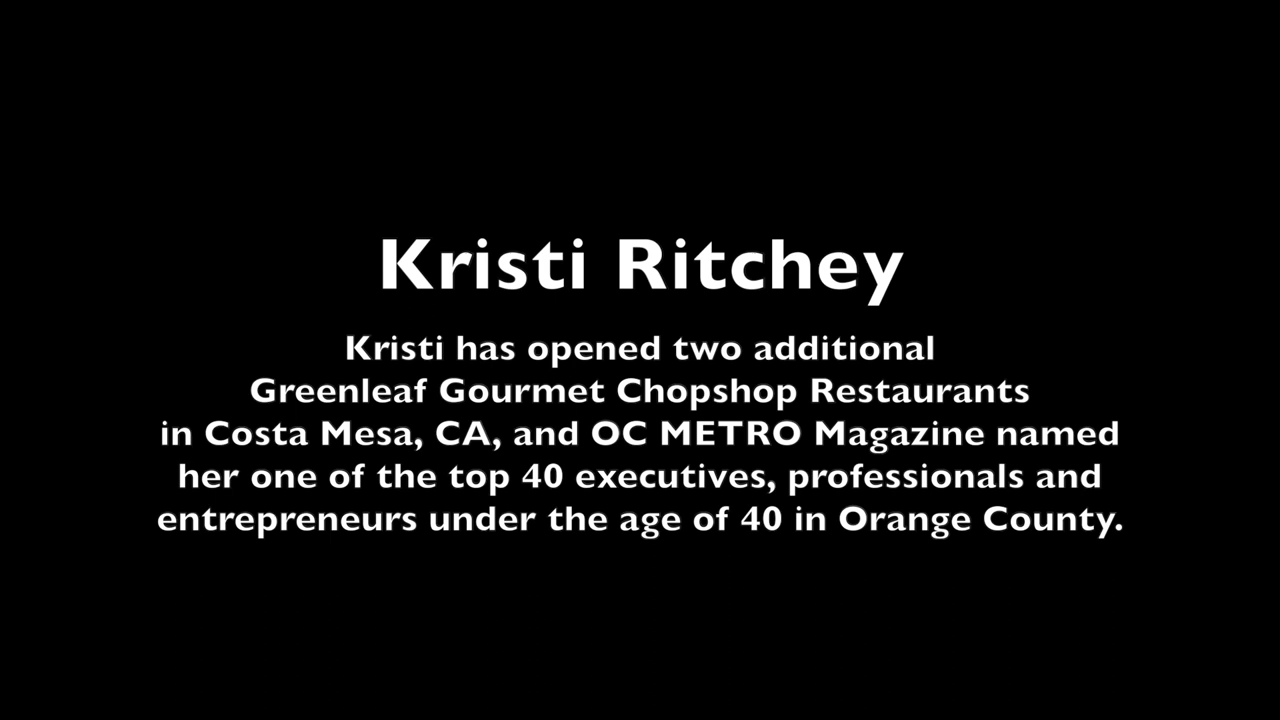 Kristi Ritchey
Kristi has opened two additional
Greenleaf Gourmet Chopshop Restaurants
in Costa Mesa, CA, and OC METRO Magazine named
her one of the top 40 executives, professionals and
entrepreneurs under the age of 40 in Orange County.